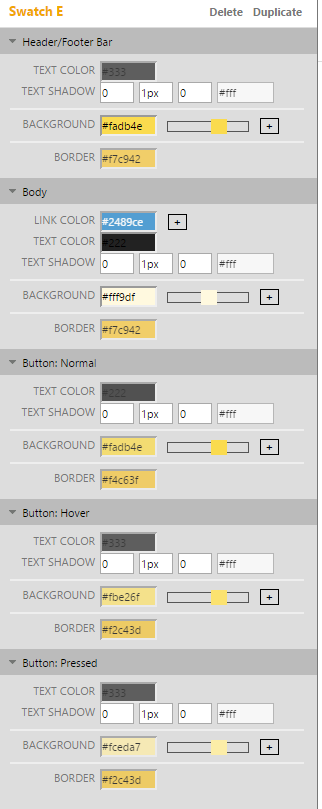 Swatch E Delete Duplicate
Header/Footer Bar
TEXT COLOR #333
TEXT SHADOW 0 1px 0 #fff
BACKGROUND #fadb4e +
BORDER #f7c942
Body
LINK COLOR #2489ce +
TEXT COLOR #222
TEXT SHADOW 0 1px 0 #fff
BACKGROUND #fff9df +
BORDER #f7c942
Button: Normal
TEXT COLOR #222
TEXT SHADOW 0 1px 0 #fff
BACKGROUND #fadb4e +
BORDER #f4c63f
Button: Hover
TEXT COLOR #333
TEXT SHADOW 0 1px 0 #fff
BACKGROUND #fbe26f +
BORDER #f2c43d
Button: Pressed
TEXT COLOR #333
TEXT SHADOW 0 1px 0 #fff
BACKGROUND #fceda7 +
BORDER #f2c43d